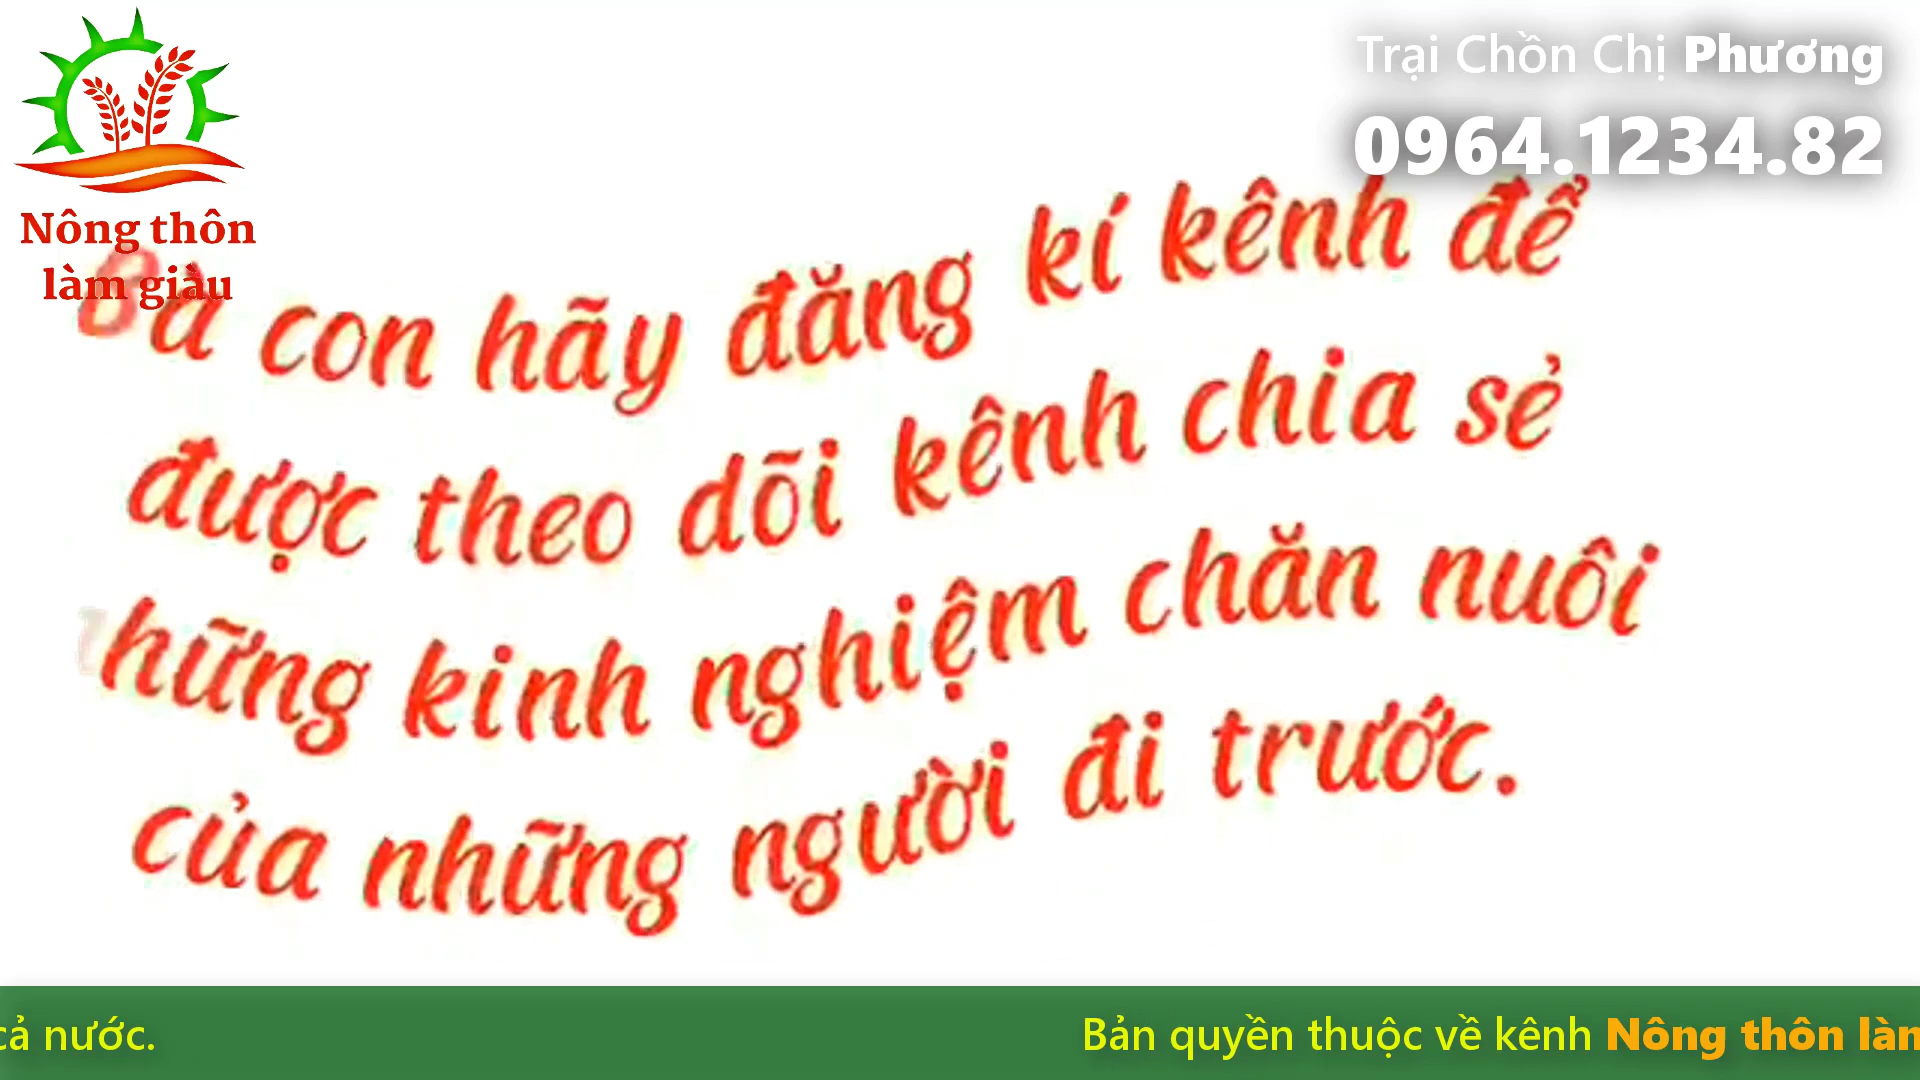 Nông thôn
làm giàu
Trại Chồn Chị Phương
0964.1234.82
Bà con hãy đăng kí kênh để
được theo dõi kênh chia sẻ
những kinh nghiệm chăn nuôi
của những người đi trước.
cả nước.
Bản quyền thuộc về kênh Nông thôn làm